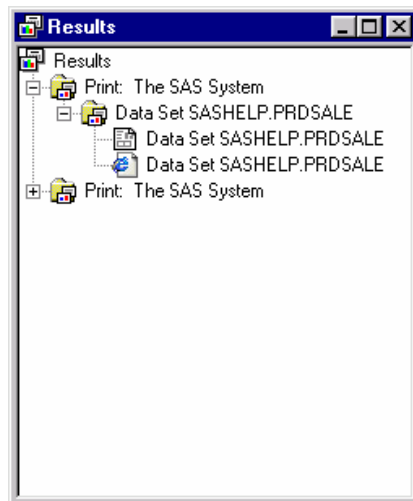 Results
Results
Print: The SAS System
Data Set SASHELP.PRDSALE
Data Set SASHELP.PRDSALE
Data Set SASHELP.PRDSALE
Print: The SAS System